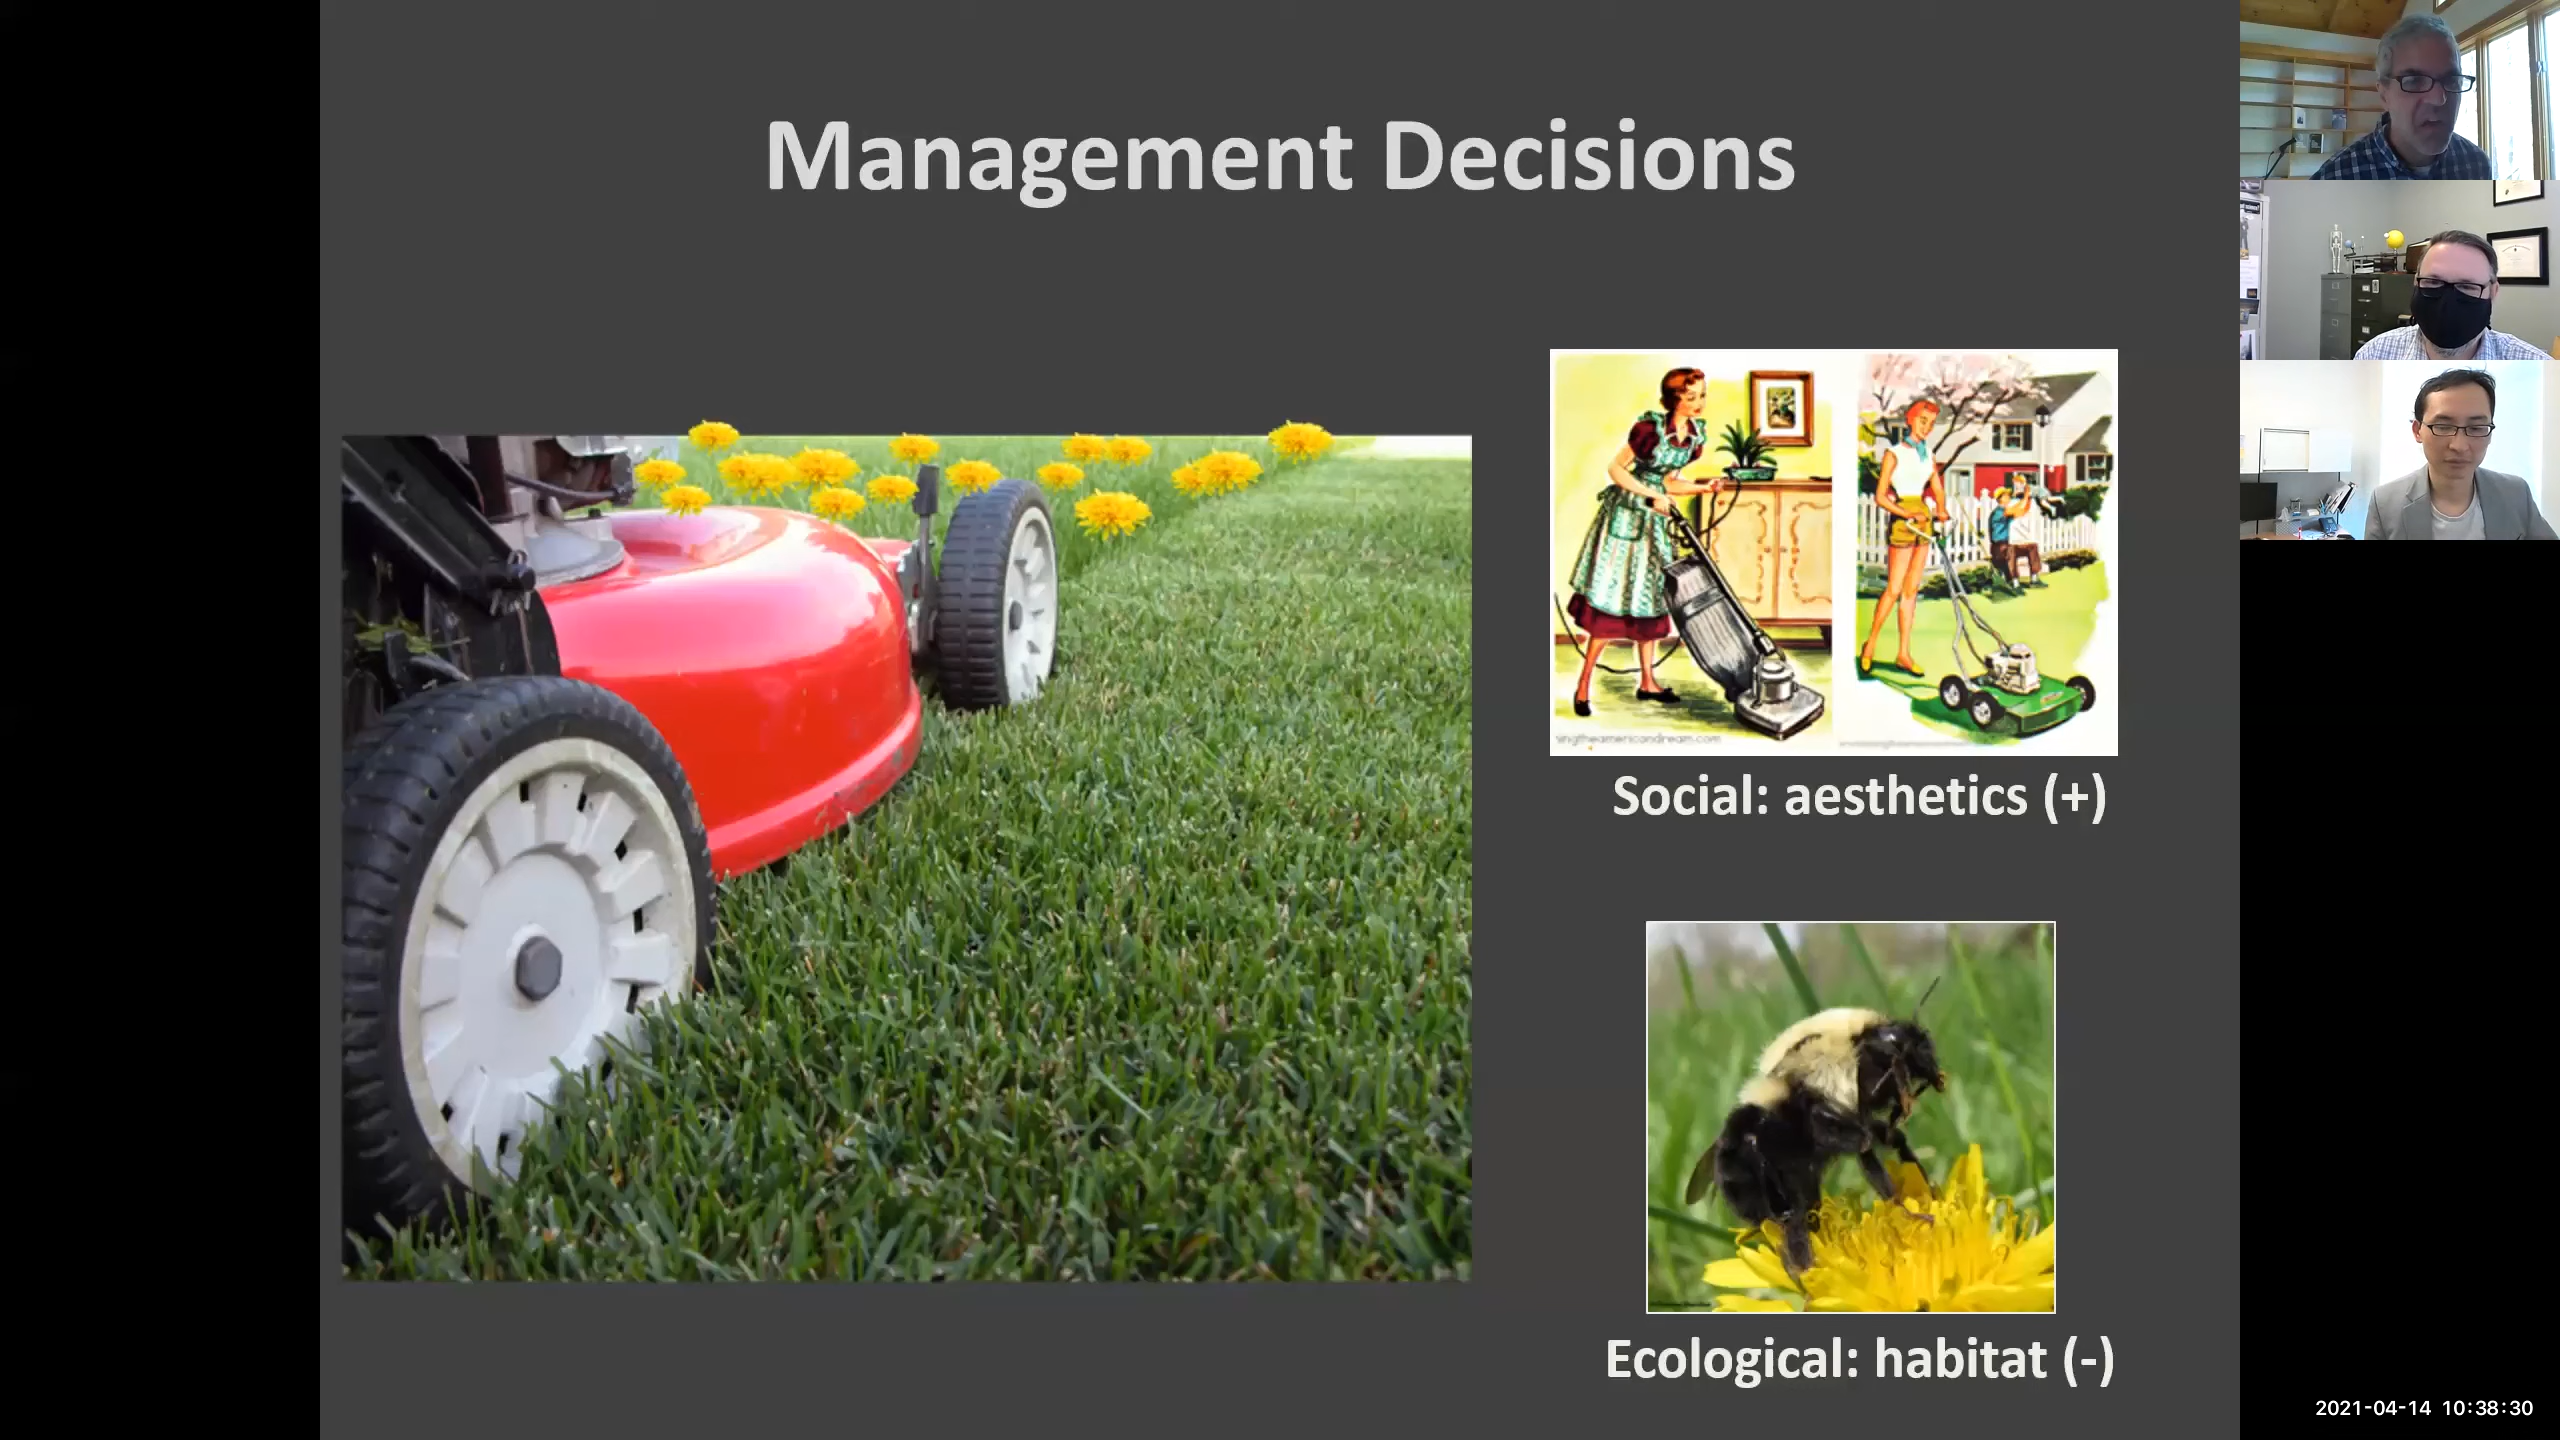 Management Decisions
Social: aesthetics (+)
Ecological: habitat (-)
2021-04-14 10:38:30